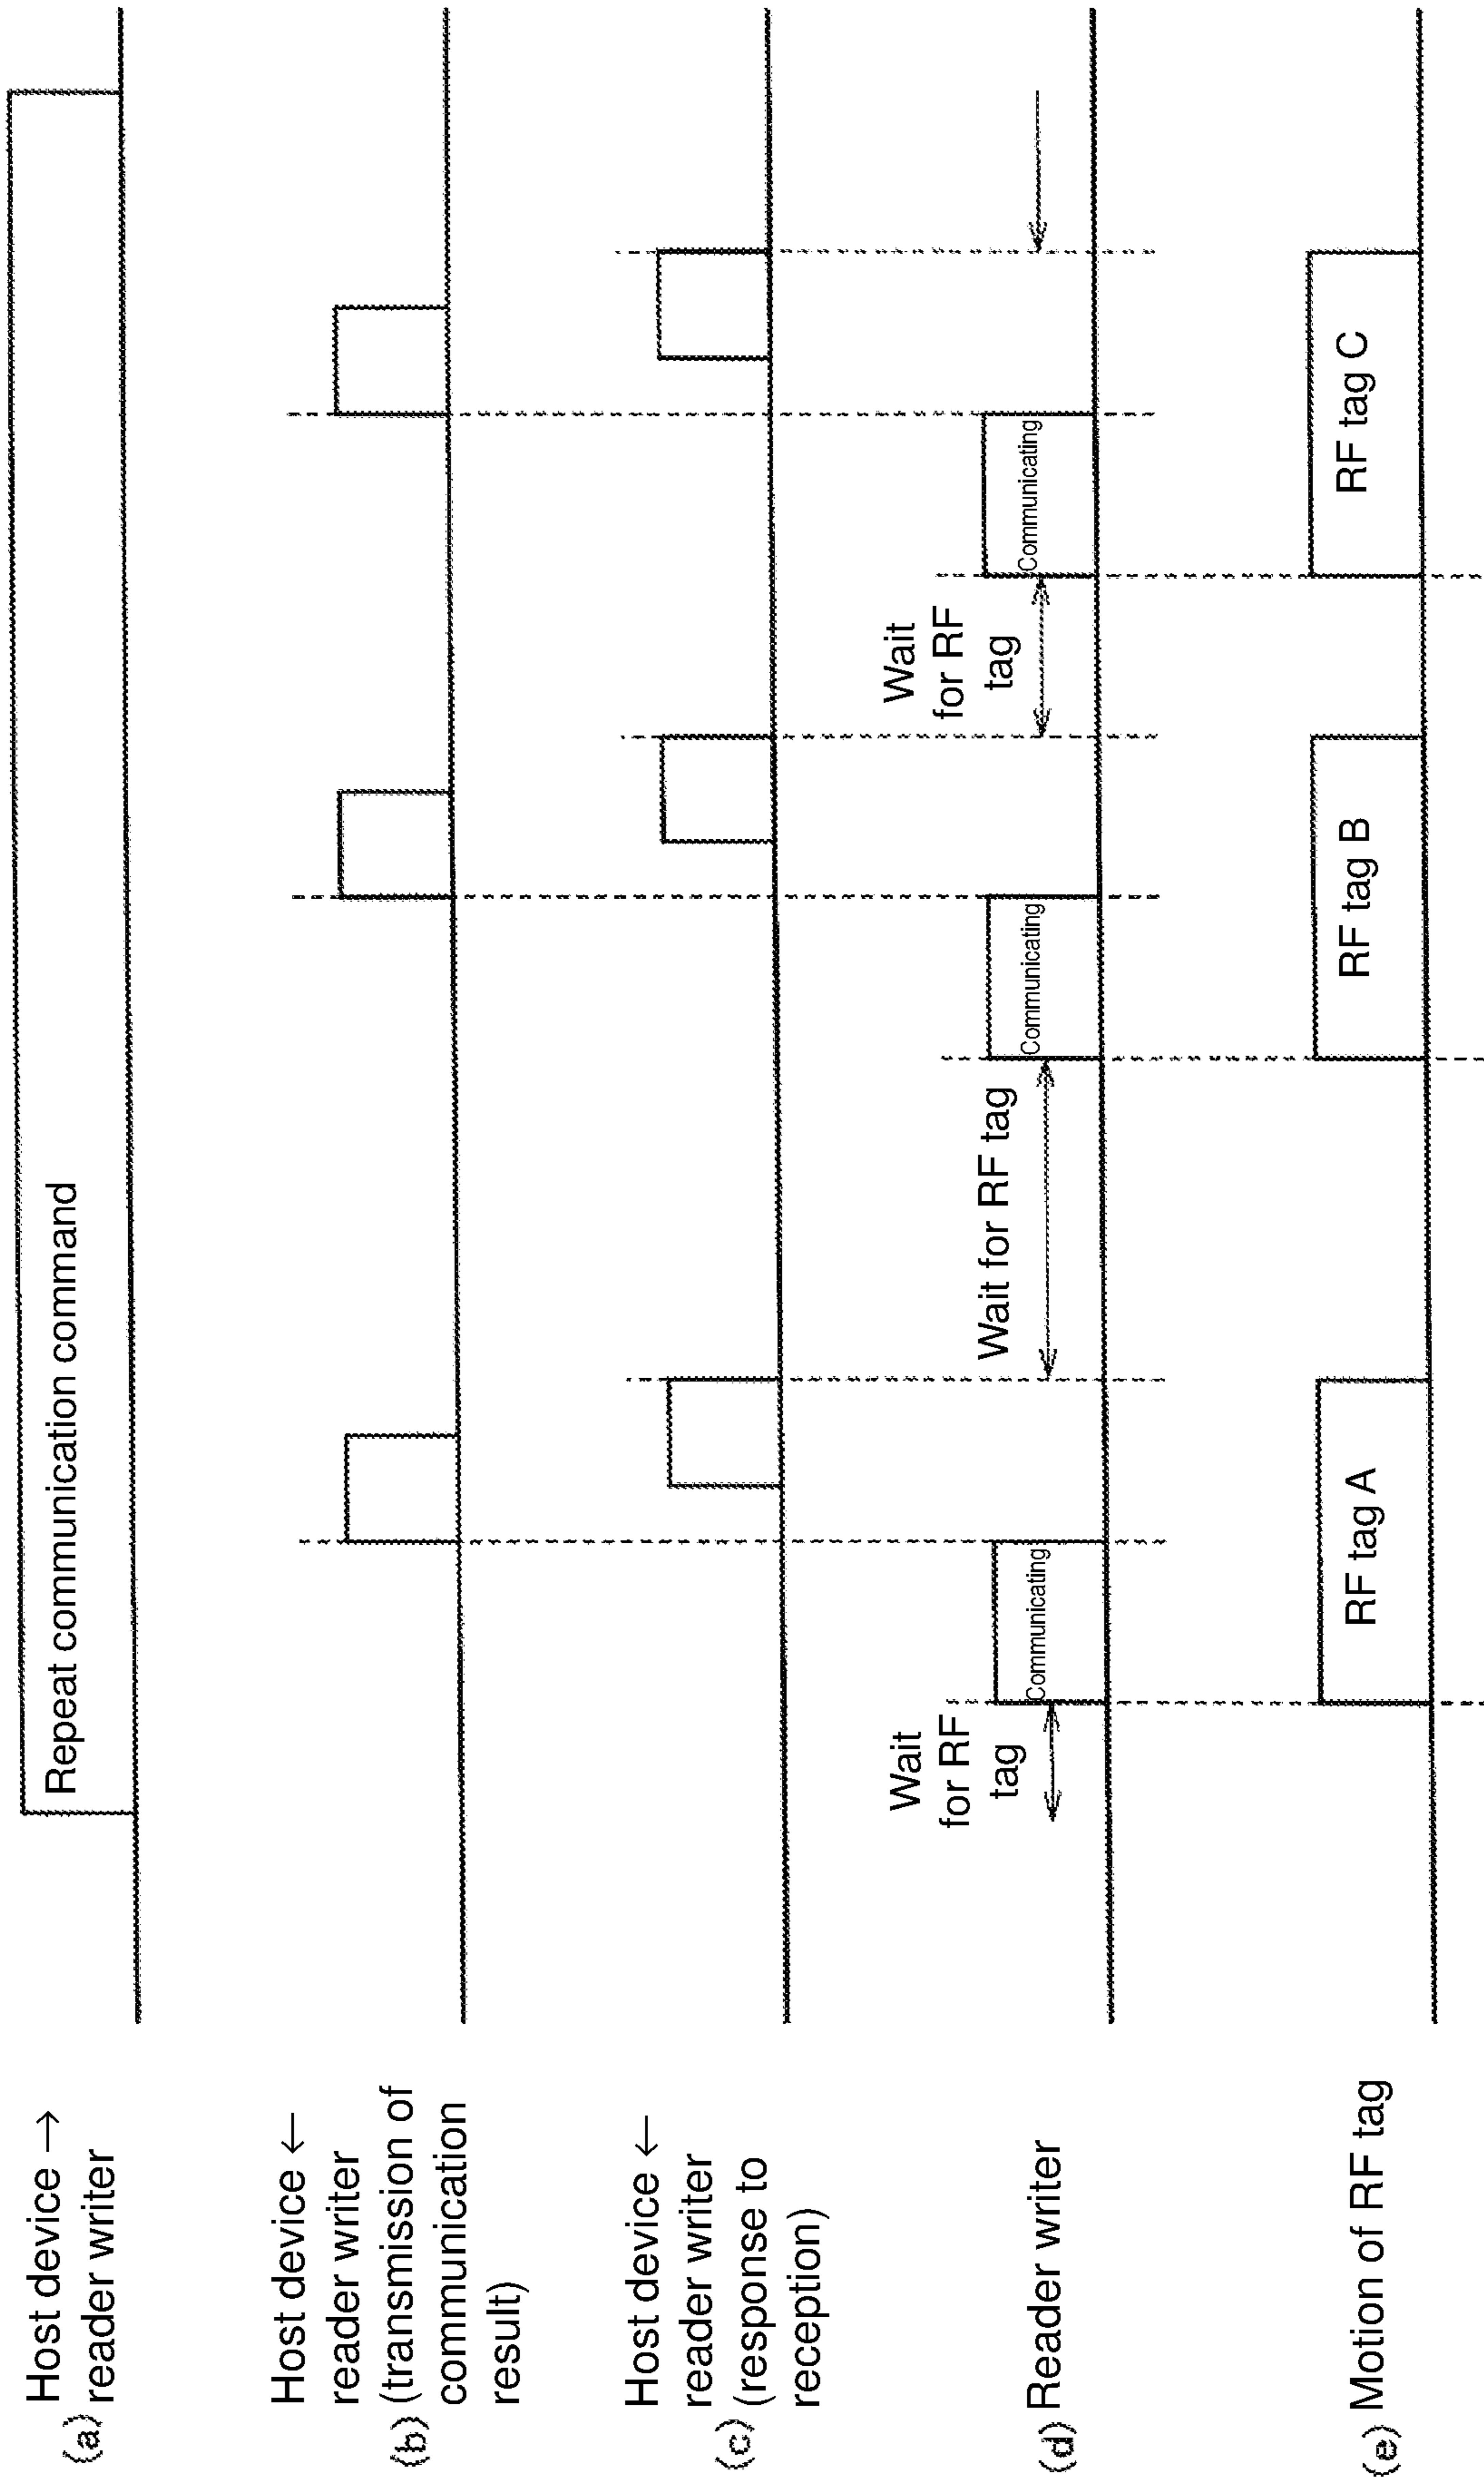 (a) Host device →
reader writer
Repeat communication command
(b) Host device ←
reader writer
(transmission of
communication
result)
(c) Host device ←
reader writer
(response to
reception)
(d) Reader writer
Wait
for RF
tag
Communicating
Wait for RF tag
Communicating
Wait
for RF
tag
Communicating
(e) Motion of RF tag
RF tag A
RF tag B
RF tag C